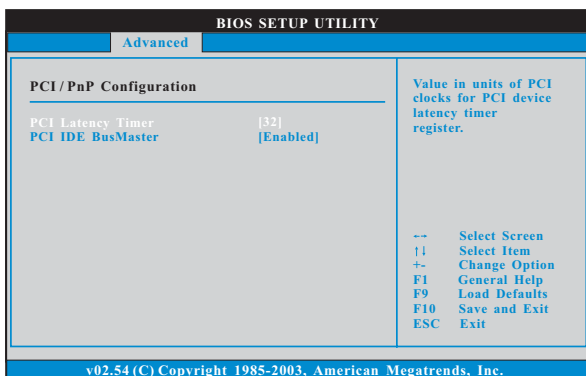 BIOS SETUP UTILITY
Advanced
PCI / PnP Configuration
PCI Latency Timer [32]
PCI IDE BusMaster [Enabled]
Value in units of PCI
clocks for PCI device
latency timer
register.
←→ Select Screen
↑↓ Select Item
+- Change Option
F1 General Help
F9 Load Defaults
F10 Save and Exit
ESC Exit
v02.54 (C) Copyright 1985-2003, American Megatrends, Inc.